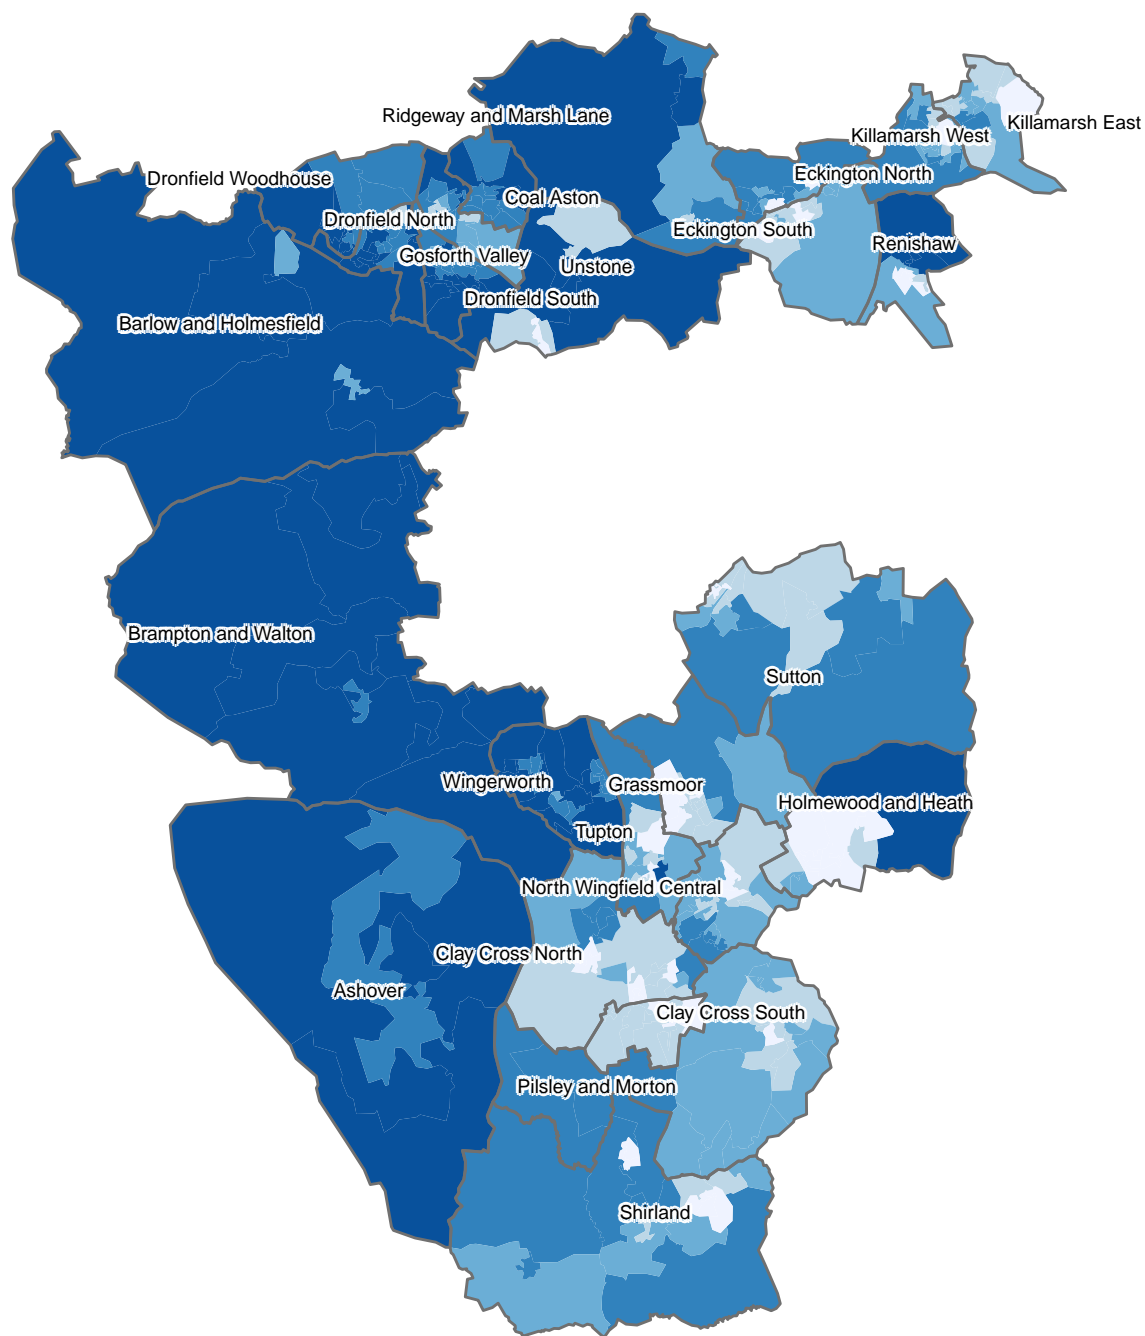 Ridgeway and Marsh Lane
Killamarsh East
Killamarsh West
Dronfield Woodhouse
Eckington North
Coal Aston
Dronfield North
Eckington South
Renishaw
Gosforth Valley
Unstone
Dronfield South
Barlow and Holmesfield
Brampton and Walton
Sutton
Wingerworth
Grassmoor
Holmewood and Heath
Tupton
North Wingfield Central
Clay Cross North
Ashover
Clay Cross South
Pilsley and Morton
Shirland